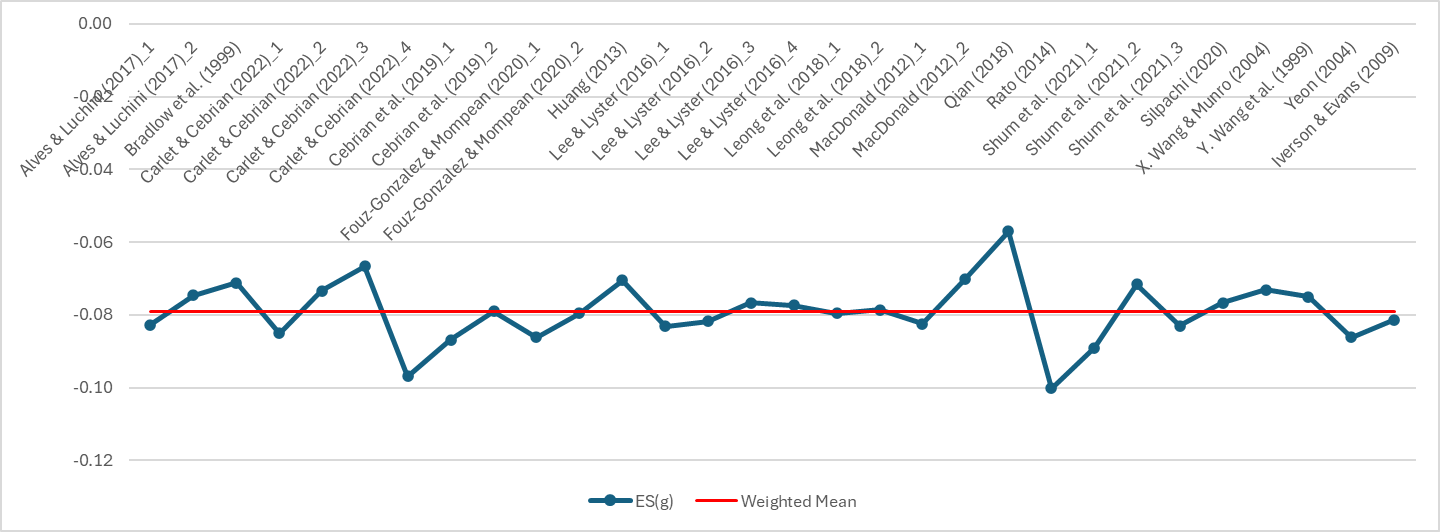 0.00
-0.02
-0.04
-0.06
-0.08
-0.10
-0.12
Alves & Luchini (2017)_1
Alves & Luchini (2017)_2
Bradlow et al. (1999)
Carlet & Cebrian (2022)_1
Carlet & Cebrian (2022)_2
Carlet & Cebrian (2022)_3
Carlet & Cebrian (2022)_4
Cebrian et al. (2019)_1
Cebrian et al. (2019)_2
Fouz-Gonzalez & Mompean (2020)_1
Fouz-Gonzalez & Mompean (2020)_2
Huang (2013)
Lee & Lyster (2016)_1
Lee & Lyster (2016)_2
Lee & Lyster (2016)_3
Lee & Lyster (2016)_4
Leong et al. (2018)_1
Leong et al. (2018)_2
MacDonald (2012)_1
MacDonald (2012)_2
Qian (2018)
Rato (2014)
Shum et al. (2021)_1
Shum et al. (2021)_2
Shum et al. (2021)_3
Silpachi (2020)
X. Wang & Munro (2004)
Y. Wang et al. (1999)
Yeon (2004)
Iverson & Evans (2009)
ES(g)
Weighted Mean